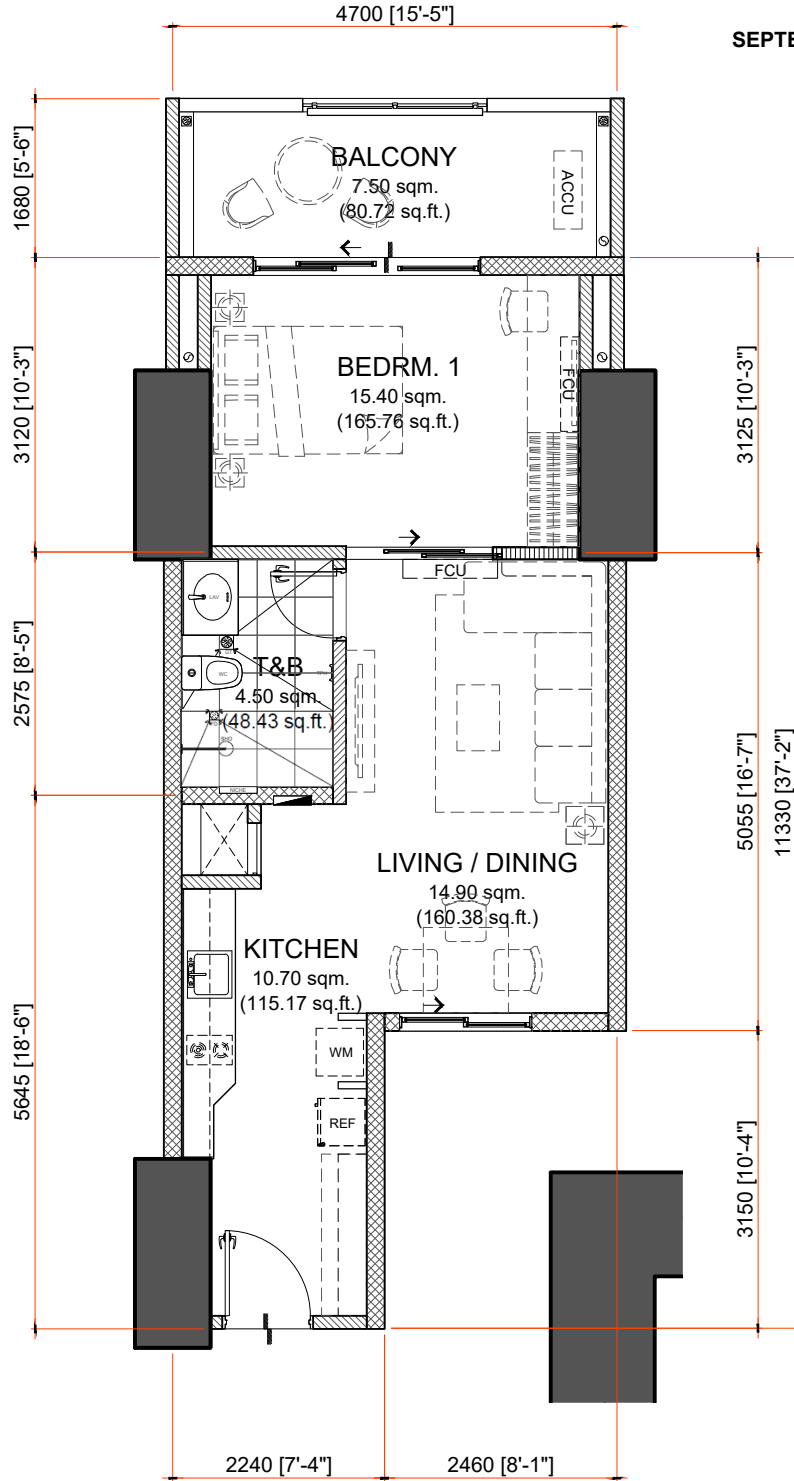 4700 [15'-5"]
SEPTE
1680 [5'-6"]
BALCONY
7.50 sqm.
(80.72 sq.ft.)
ACCU
3120 [10'-3"]
BEDRM. 1
15.40 sqm.
(165.76 sq.ft.)
FCU
3125 [10'-3"]
FCU
2575 [8'-5"]
LAV
WC
T&B
4.50 sqm.
(48.43 sq.ft.)
NICHE
5055 [16'-7"]
11330 [37'-2"]
LIVING / DINING
14.90 sqm.
(160.38 sq.ft.)
KITCHEN
10.70 sqm.
(115.17 sq.ft.)
5645 [18'-6"]
WM
REF
3150 [10'-4"]
2240 [7'-4"]
2460 [8'-1"]